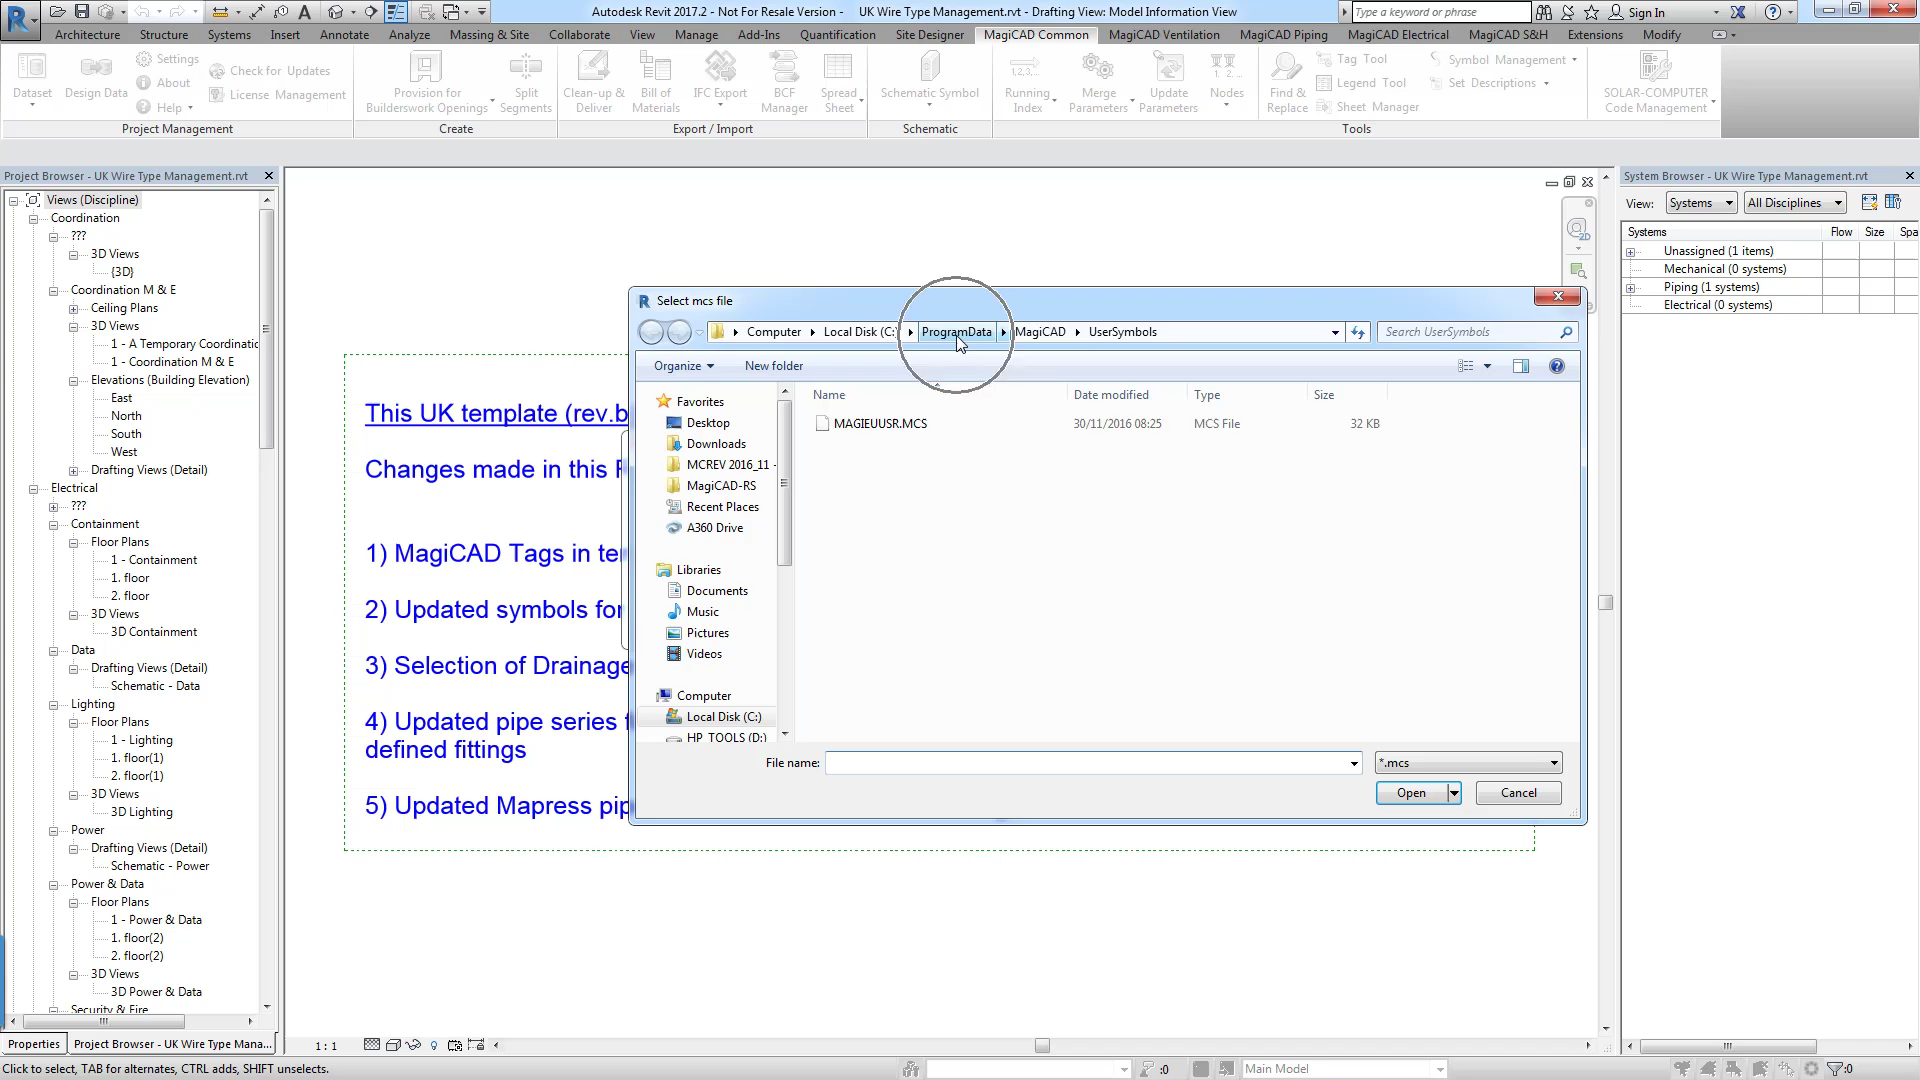 Autodesk Revit 2017.2 - Not For Resale Version - UK Wire Type Management.rvt - Drafting View: Model Information View
Type a keyword or phrase
Sign In
Architecture Structure Systems Insert Annotate Analyze Massing & Site Collaborate View Manage Add-Ins Quantification Site Designer MagiCAD Common MagiCAD Ventilation MagiCAD Piping MagiCAD Electrical MagiCAD S&H Extensions Modify
Dataset
Design Data
Settings
About
Help
Check for Updates
License Management
Project Management
Provision for
Builderswork Openings
Split
Segments
Create
Clean-up &
Deliver
Bill of
Materials
IFC Export
BCF
Manager
Spread
Sheet
Export / Import
Schematic Symbol
Schematic
Running
Index
Merge
Parameters
Update
Parameters
Nodes
Find &
Replace
Tag Tool
Legend Tool
Sheet Manager
Symbol Management
Set Descriptions
Tools
SOLAR-COMPUTER
Code Management
Project Browser - UK Wire Type Management.rvt
Views (Discipline)
Coordination
???
3D Views
{3D}
Coordination M & E
Ceiling Plans
3D Views
1 - A Temporary Coordinatic
1 - Coordination M & E
Elevations (Building Elevation)
East
North
South
West
Drafting Views (Detail)
Electrical
???
Containment
Floor Plans
1 - Containment
1. floor
2. floor
3D Views
3D Containment
Data
Drafting Views (Detail)
Schematic - Data
Lighting
Floor Plans
1 - Lighting
1. floor(1)
2. floor(1)
3D Views
3D Lighting
Power
Drafting Views (Detail)
Schematic - Power
Power & Data
Floor Plans
1 - Power & Data
1. floor(2)
2. floor(2)
3D Views
3D Power & Data
Security & Fire
Properties
Project Browser - UK Wire Type Mana...
This UK template (rev.b
Changes made in this
1) MagiCAD Tags in
2) Updated symbols for
3) Selection of Drainage
4) Updated pipe series
defined fittings
5) Updated Mapress
2D
Select mcs file
Computer Local Disk (C:) ProgramData MagiCAD UserSymbols
Search UserSymbols
Organize
New folder
Favorites
Desktop
Downloads
MCREV 2016_11 -
MagiCAD-RS
Recent Places
A360 Drive
Libraries
Documents
Music
Pictures
Videos
Computer
Local Disk (C:)
HP_TOOLS (D:)
Name Date modified Type Size
MAGIEUUSR.MCS 30/11/2016 08:25 MCS File 32 KB
File name:
*.mcs
Open
Cancel
System Browser - UK Wire Type Management.rvt
View: Systems All Disciplines
Systems Flow Size Spa
Unassigned (1 items)
Mechanical (0 systems)
Piping (1 systems)
Electrical (0 systems)
1 : 1
Click to select, TAB for alternates, CTRL adds, SHIFT unselects.
:0
Main Model
:0